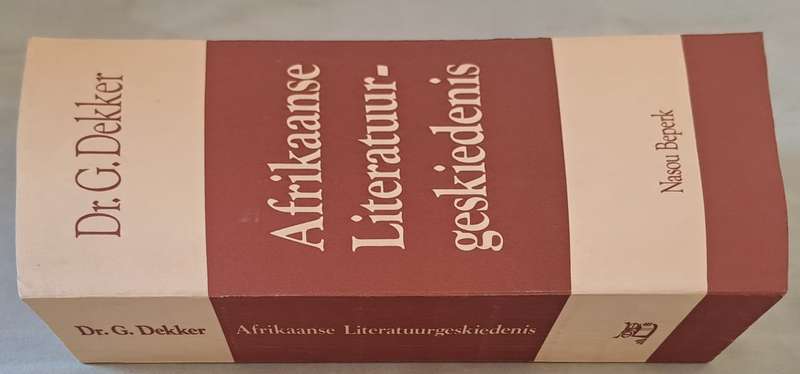 Dr. G. Dekker
Afrikaanse
Literatuur-
geskiedenis
Nasou Beperk
Dr. G. Dekker Afrikaanse Literatuurgeskiedenis